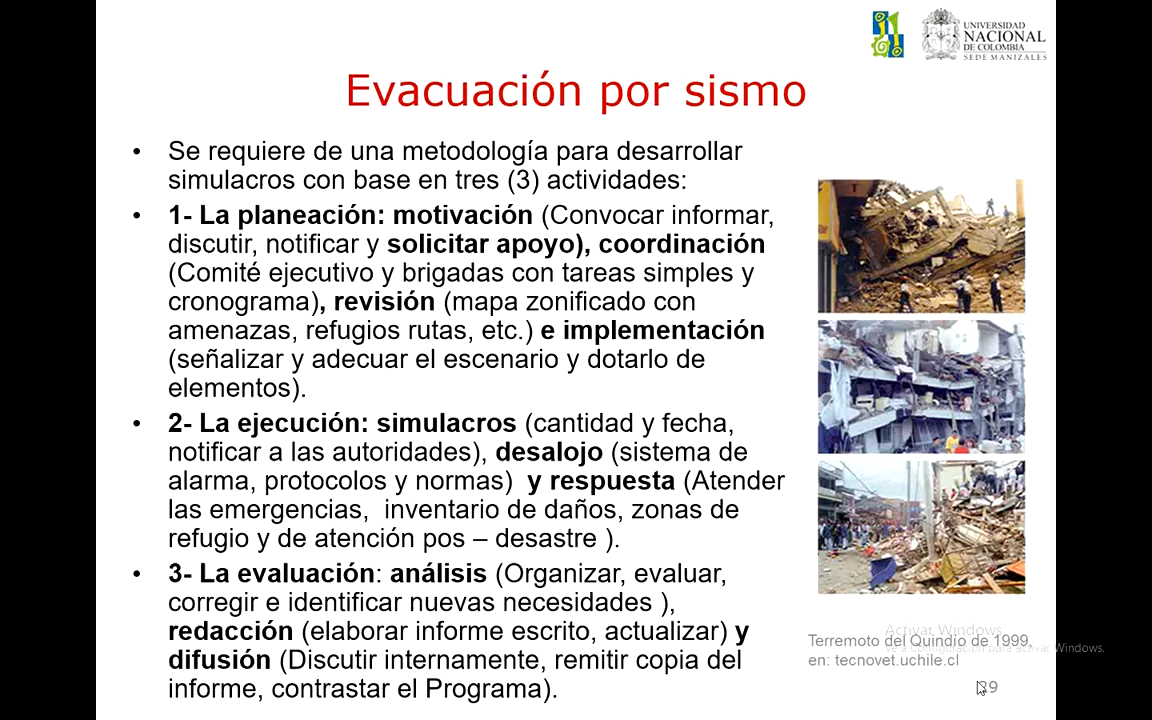 UNIVERSIDAD
NACIONAL
DE COLOMBIA
SEDE MANIZALES
Evacuación por sismo
• Se requiere de una metodología para desarrollar
simulacros con base en tres (3) actividades:
• 1- La planeación: motivación (Convocar informar,
discutir, notificar y solicitar apoyo), coordinación
(Comité ejecutivo y brigadas con tareas simples y
cronograma), revisión (mapa zonificado con
amenazas, refugios rutas, etc.) e implementación
(señalizar y adecuar el escenario y dotarlo de
elementos).
• 2- La ejecución: simulacros (cantidad y fecha,
notificar a las autoridades), desalojo (sistema de
alarma, protocolos y normas)  y respuesta (Atender
las emergencias,  inventario de daños, zonas de
refugio y de atención pos – desastre ).
• 3- La evaluación: análisis (Organizar, evaluar,
corregir e identificar nuevas necesidades ),
redacción (elaborar informe escrito, actualizar) y
difusión (Discutir internamente, remitir copia del
informe, contrastar el Programa).
Activar Windows
Ve a Configuración para activar Windows.
Terremoto del Quindío de 1999,
en: tecnovet.uchile.cl
39